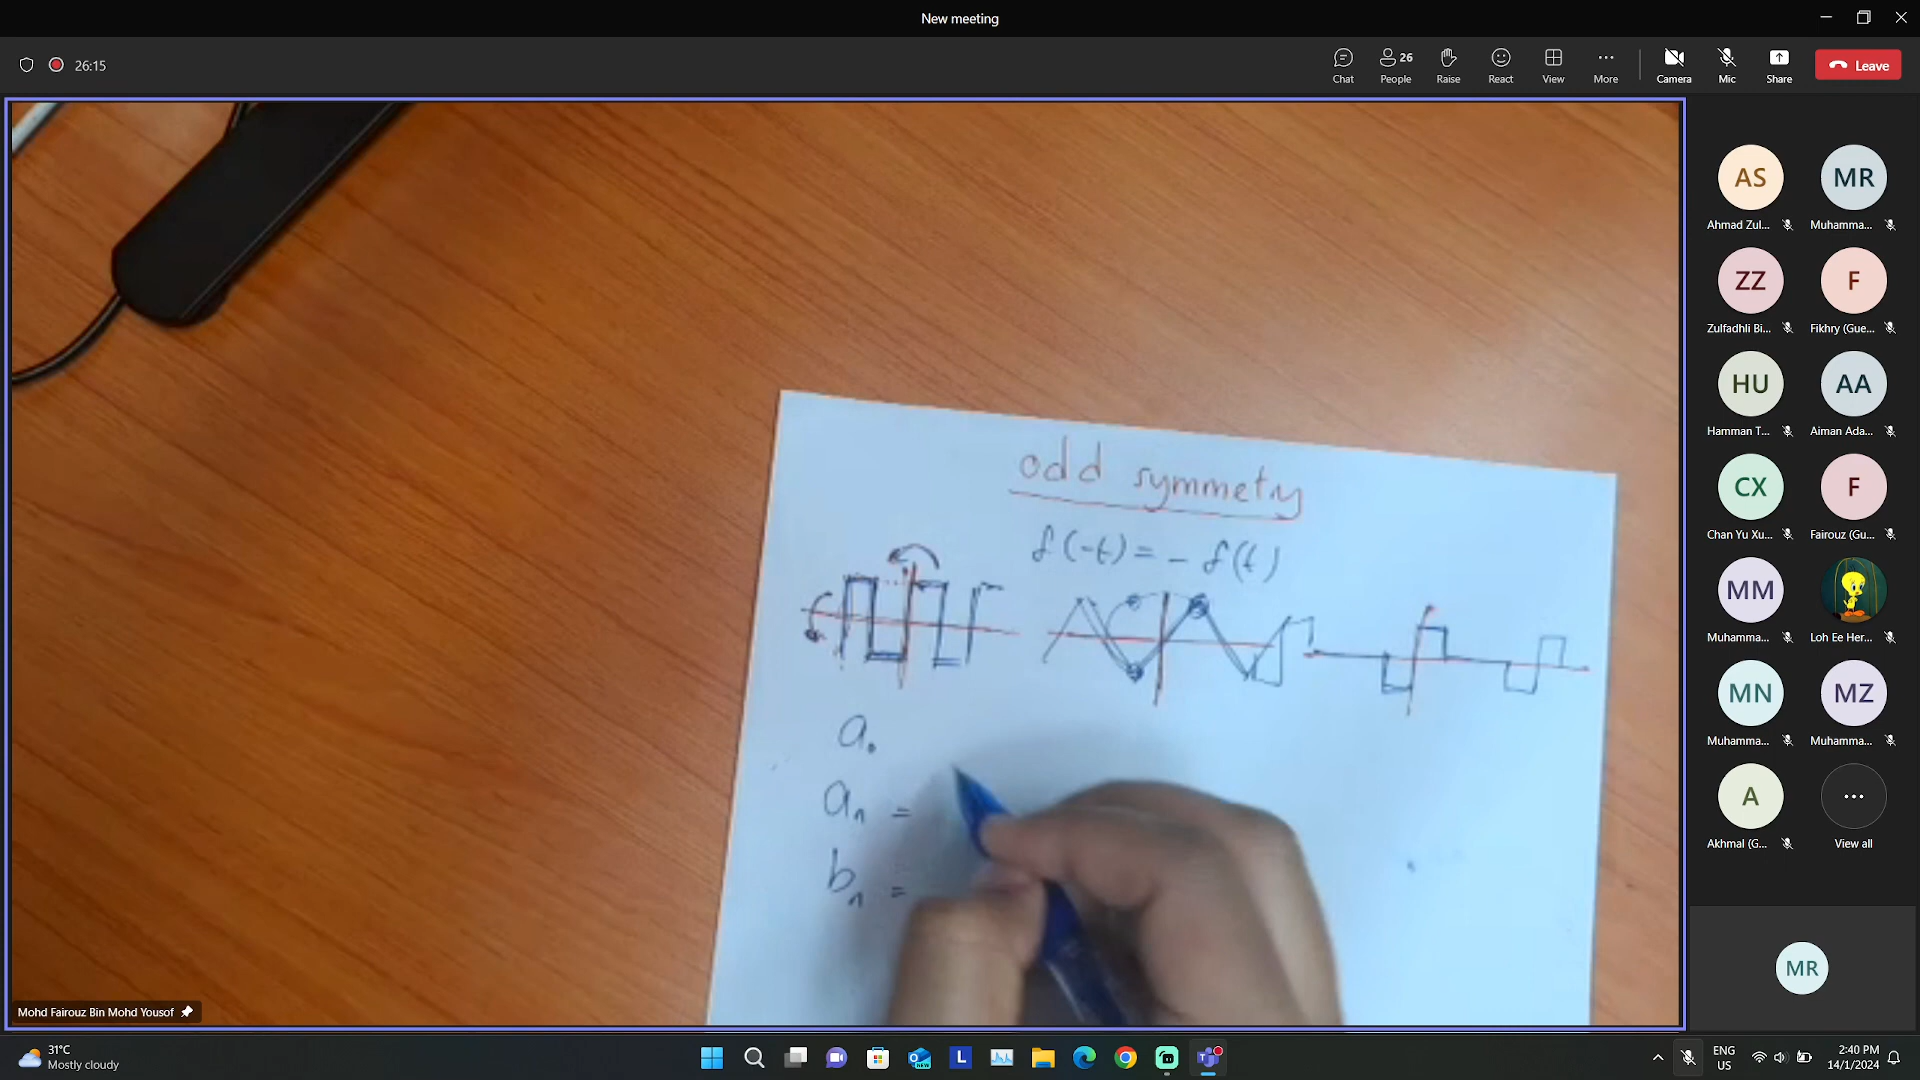 New meeting
26:15
Chat
26
People
Raise
React
View
More
Camera
Mic
Share
Leave
odd symmetry
f(-t) = - f(t)
a₀
aₙ =
bₙ =
AS
Ahmad Zul...
MR
Muhamma...
ZZ
Zulfadhli Bi...
F
Fikhry (Gue...
HU
Hamman T...
AA
Aiman Ada...
CX
Chan Yu Xu...
F
Fairouz (Gu...
MM
Muhamma...
Loh Ee Her...
MN
Muhamma...
MZ
Muhamma...
A
Akhmal (G...
View all
MR
Mohd Fairouz Bin Mohd Yousof
31°C
Mostly cloudy
NEW
L
ENG
US
2:40 PM
14/1/2024